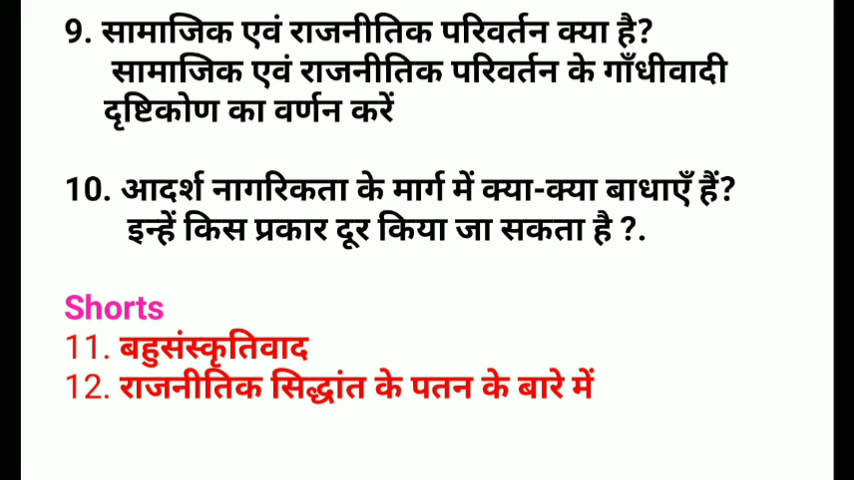 9. सामाजिक एवं राजनीतिक परिवर्तन क्या है?
सामाजिक एवं राजनीतिक परिवर्तन के गाँधीवादी
दृष्टिकोण का वर्णन करें
10. आदर्श नागरिकता के मार्ग में क्या-क्या बाधाएँ हैं?
इन्हें किस प्रकार दूर किया जा सकता है ?.
Shorts
11. बहुसंस्कृतिवाद
12. राजनीतिक सिद्धांत के पतन के बारे में